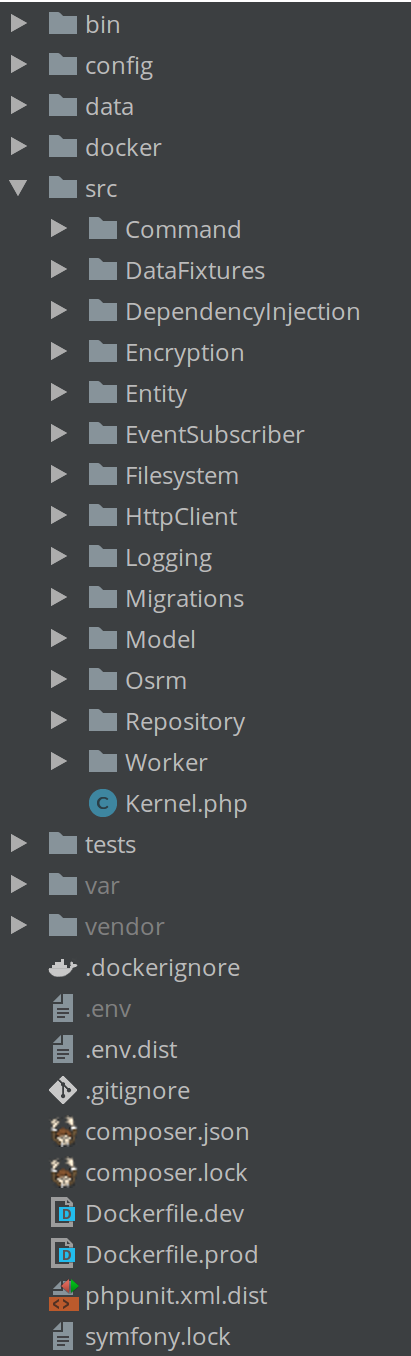 bin
config
data
docker
src
Command
DataFixtures
DependencyInjection
Encryption
Entity
EventSubscriber
Filesystem
HttpClient
Logging
Migrations
Model
Osrm
Repository
Worker
C Kernel.php
tests
var
vendor
.dockerignore
.env
.env.dist
.gitignore
composer.json
composer.lock
D Dockerfile.dev
D Dockerfile.prod
phpunit.xml.dist
symfony.lock